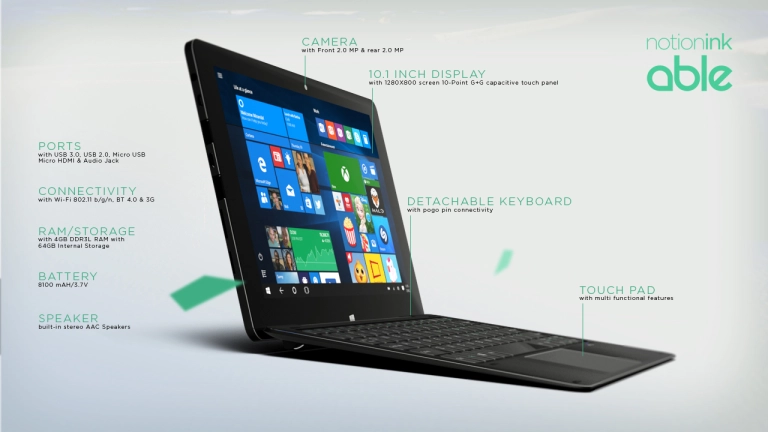 CAMERA
with Front 2.0 MP & rear 2.0 MP
notionink
able
10.1 INCH DISPLAY
with 1280X800 screen 10-Point G+G capacitive touch panel
PORTS
with USB 3.0, USB 2.0, Micro USB
Micro HDMI & Audio Jack
CONNECTIVITY
with Wi-Fi 802.11 b/g/n, BT 4.0 & 3G
DETACHABLE KEYBOARD
with pogo pin connectivity
RAM/STORAGE
with 4GB DDR3L RAM with
64GB Internal Storage
BATTERY
8100 mAH/3.7V
TOUCH PAD
with multi functional features
SPEAKER
built-in stereo AAC Speakers
Life at a glance